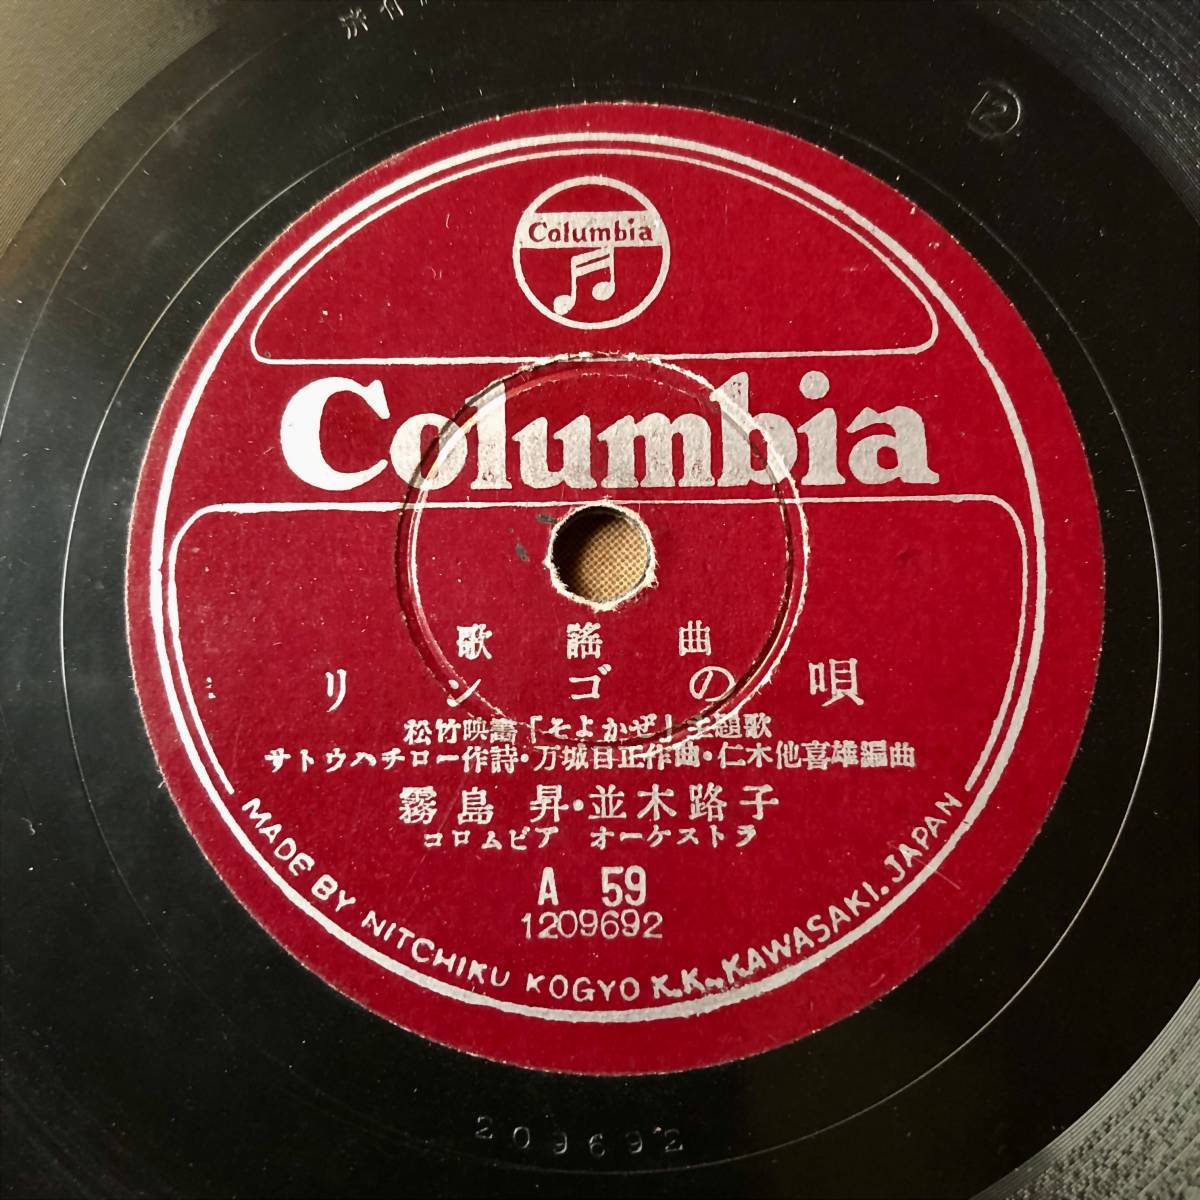 済
②
Columbia
Columbia
歌謡曲
リンゴの唄
松竹映畫「そよかぜ」主題歌
サトウハチロー作詩・万城目正作曲・仁木他喜雄編曲
霧島 昇・並木路子
コロムビア オーケストラ
A 59
1209692
MADE BY NITCHIKU KOGYO K.K., KAWASAKI, JAPAN
209692